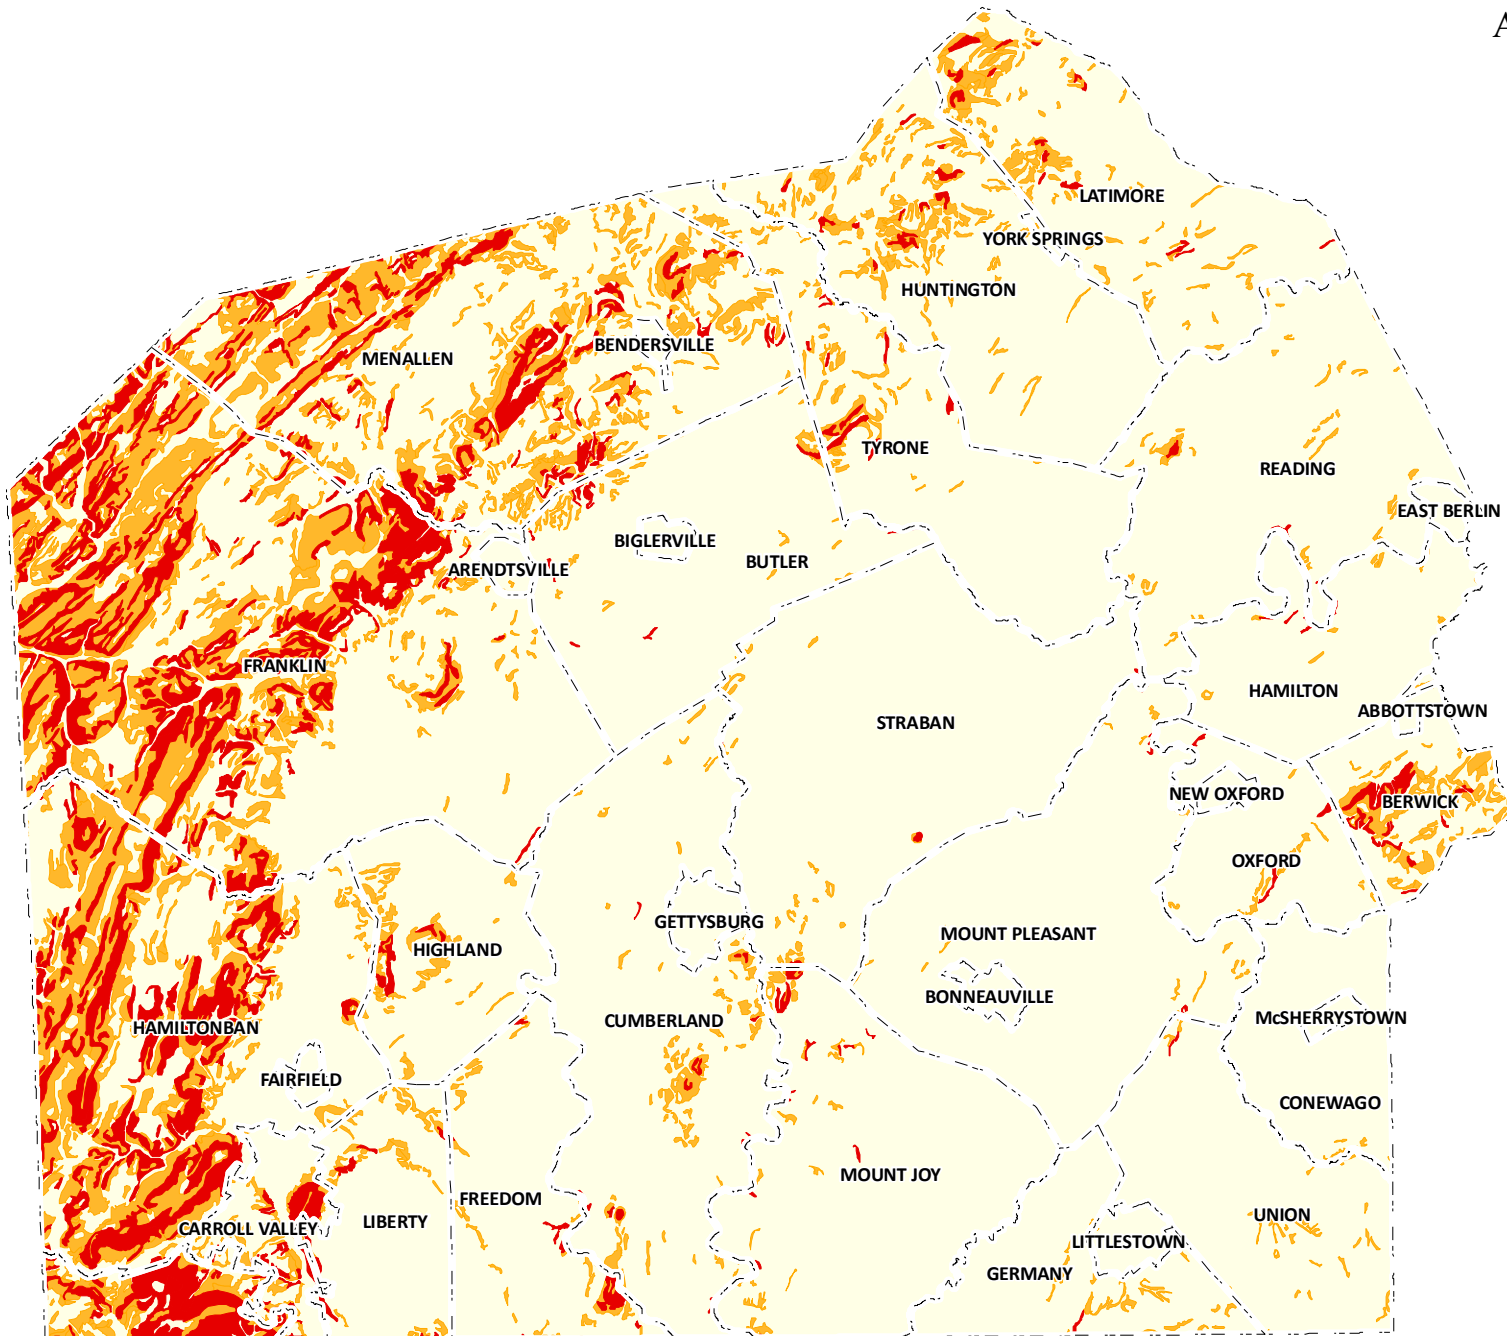 A
LATIMORE
YORK SPRINGS
HUNTINGTON
BENDERSVILLE
MENALLEN
TYRONE
READING
EAST BERLIN
BIGLERVILLE
BUTLER
ARENDTSVILLE
FRANKLIN
HAMILTON
ABBOTTSTOWN
STRABAN
NEW OXFORD
BERWICK
OXFORD
GETTYSBURG
MOUNT PLEASANT
HIGHLAND
BONNEAUVILLE
CUMBERLAND
McSHERRYSTOWN
HAMILTONBAN
FAIRFIELD
CONEWAGO
MOUNT JOY
FREEDOM
UNION
LIBERTY
CARROLL VALLEY
LITTLESTOWN
GERMANY